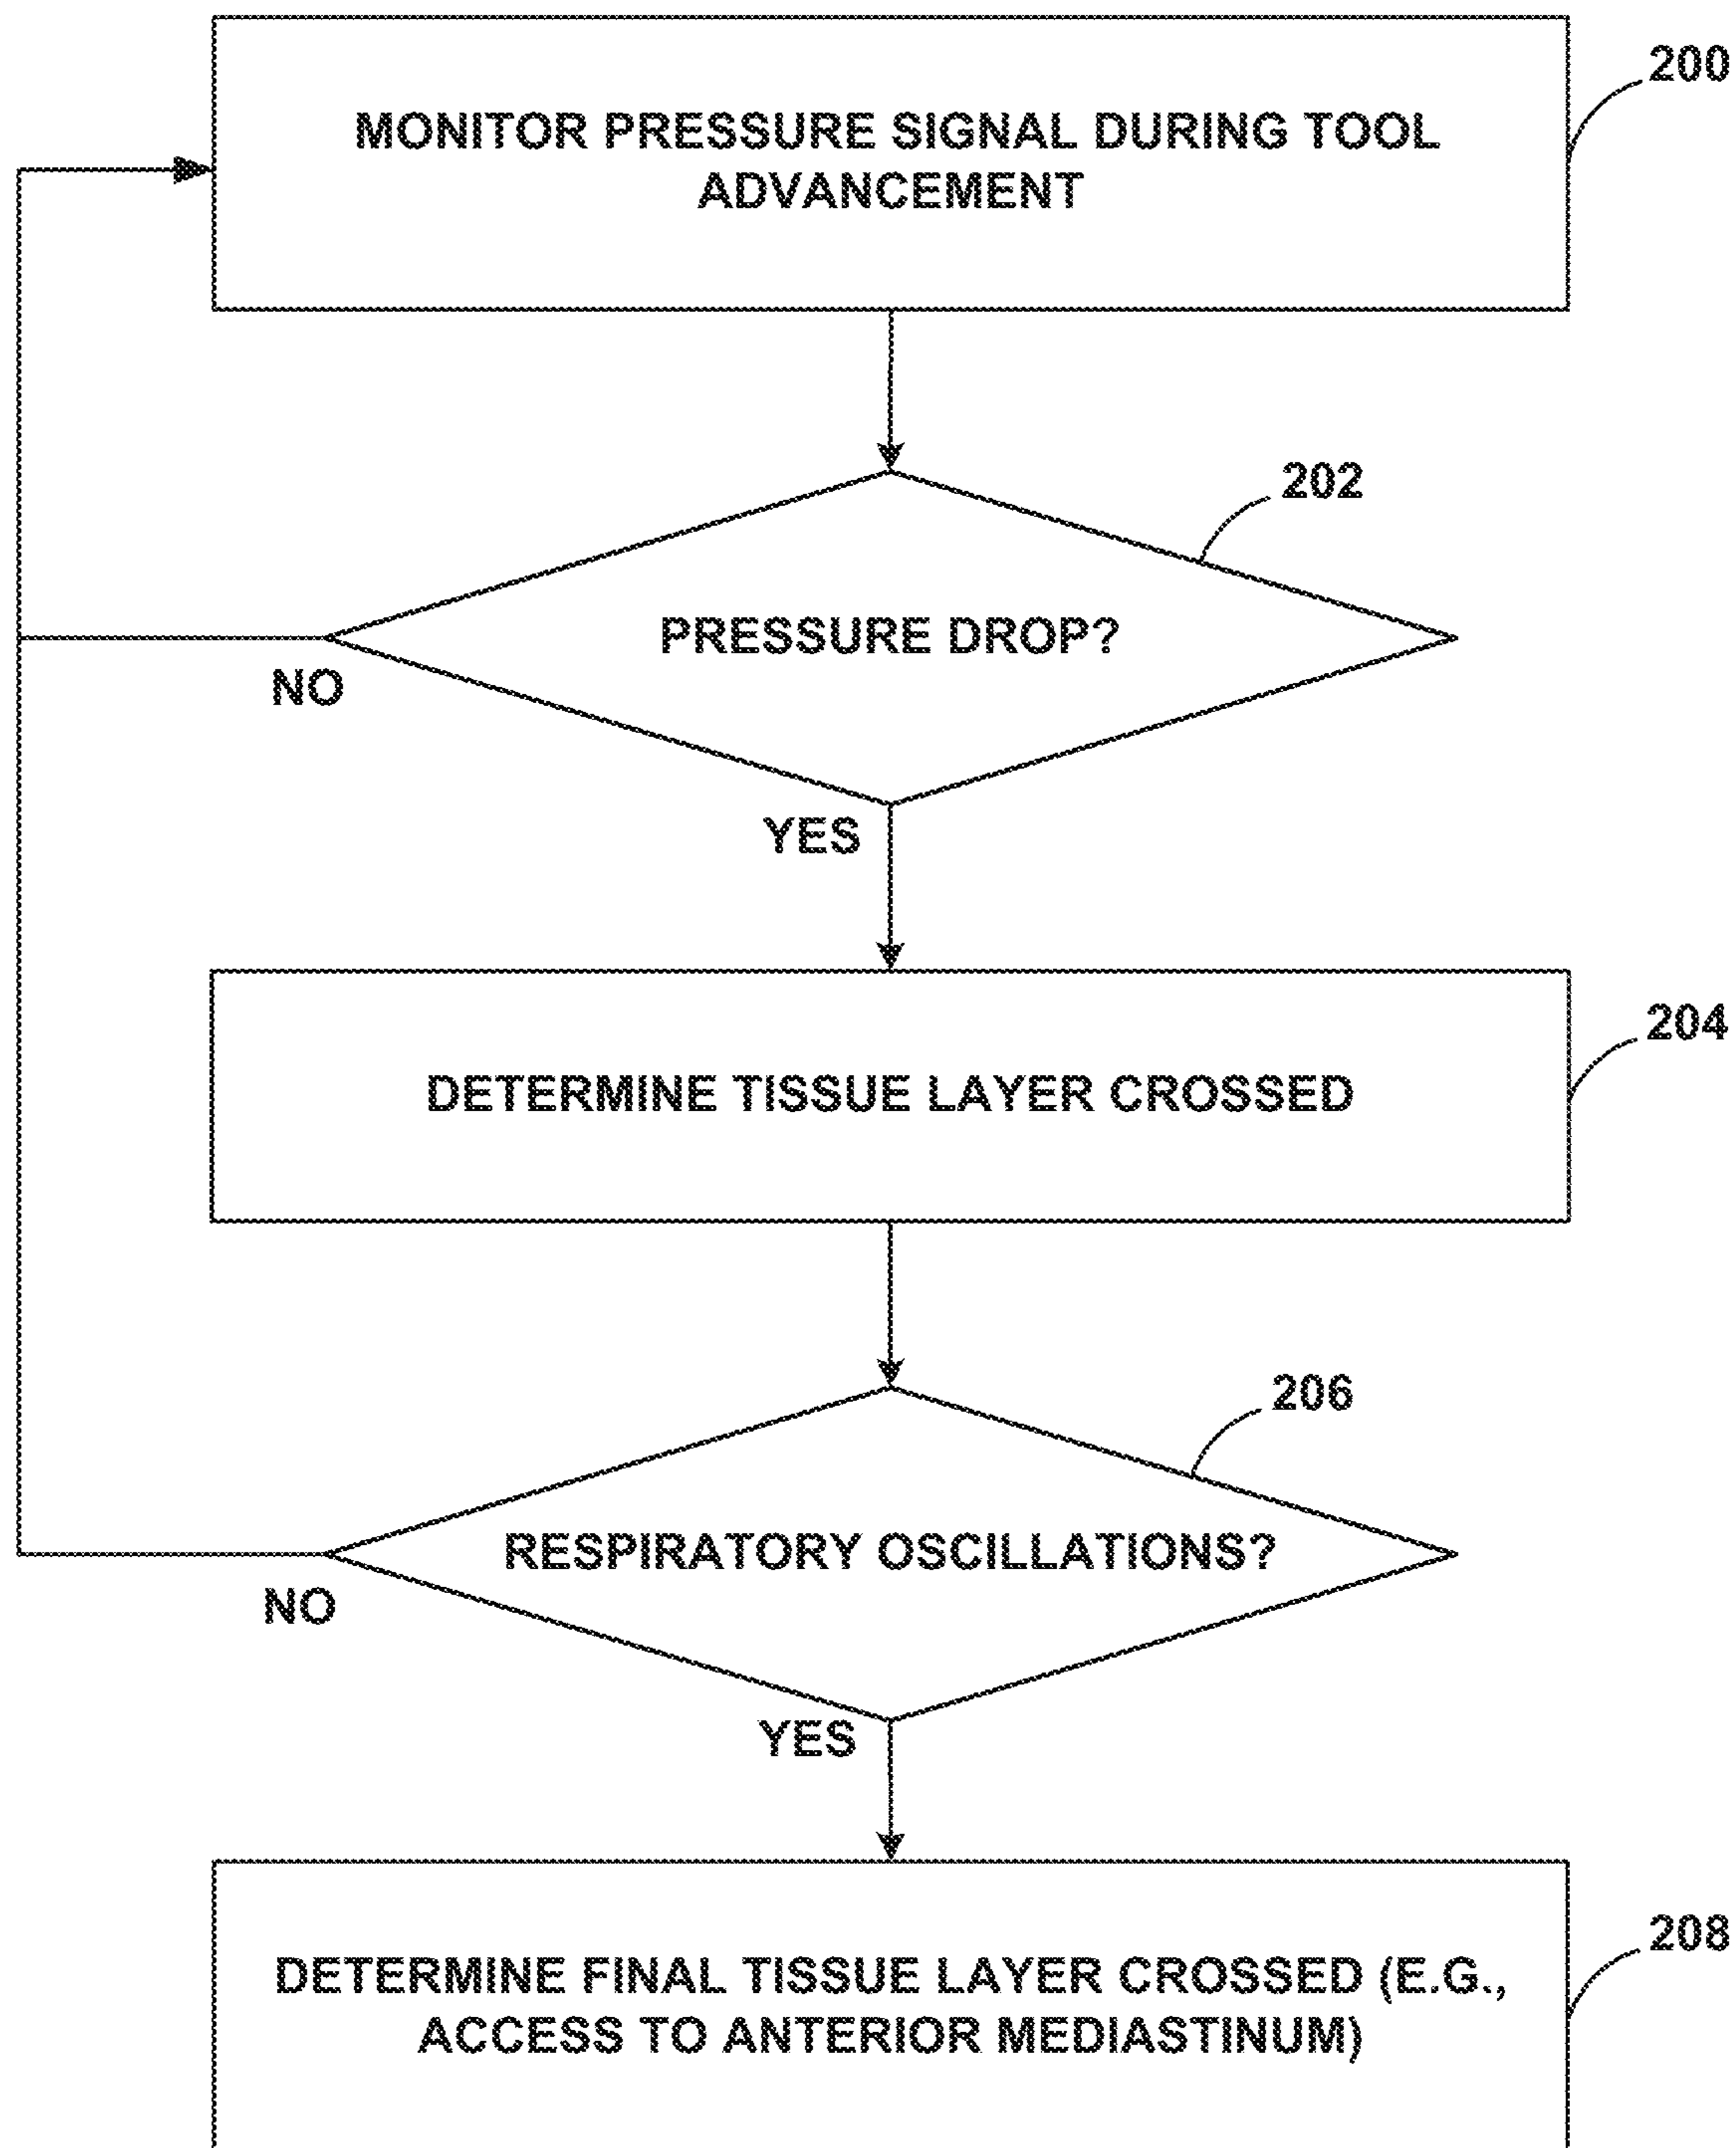 200
MONITOR PRESSURE SIGNAL DURING TOOL
ADVANCEMENT
202
PRESSURE DROP?
NO
YES
204
DETERMINE TISSUE LAYER CROSSED
206
RESPIRATORY OSCILLATIONS?
NO
YES
208
DETERMINE FINAL TISSUE LAYER CROSSED (E.G.,
ACCESS TO ANTERIOR MEDIASTINUM)